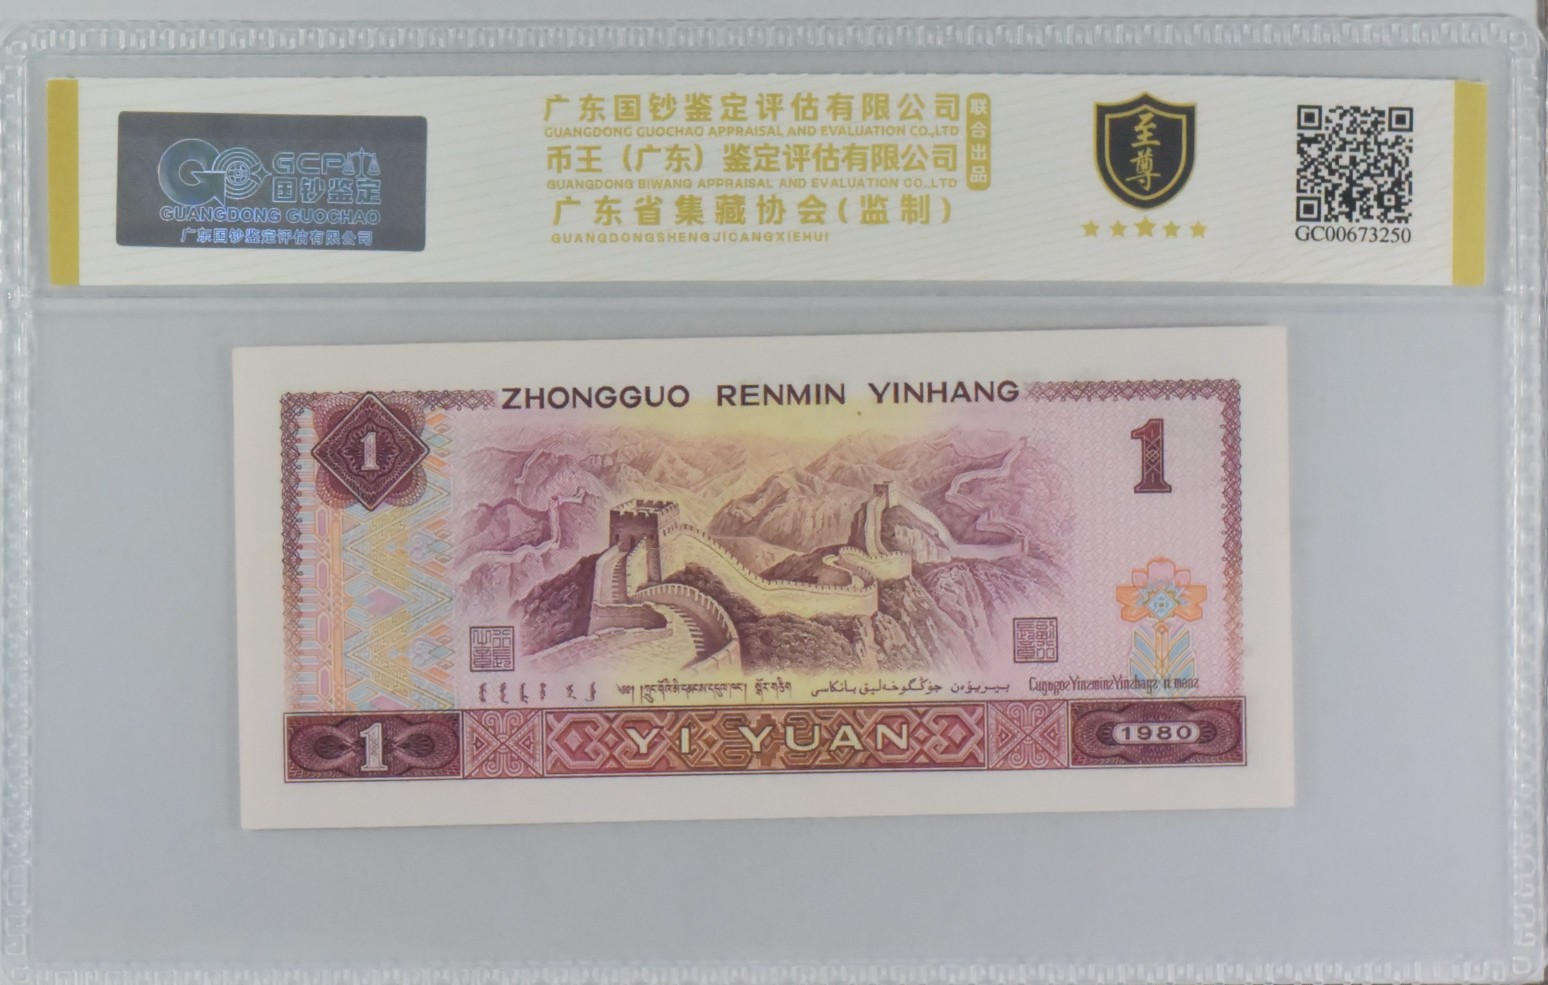 GCP
国钞鉴定
GUANGDONG GUOCHAO
广东国钞鉴定评估有限公司
广东国钞鉴定评估有限公司
GUANGDONG GUOCHAO APPRAISAL AND EVALUATION CO.,LTD
币王（广东）鉴定评估有限公司
GUANGDONG BIWANG APPRAISAL AND EVALUATION CO.,LTD
广东省集藏协会(监制)
GUANGDONGSHENGJICANGXIEHUI
联合出品
至尊
GC00673250
ZHONGGUO RENMIN YINHANG
1
1
1
YI YUAN
1980